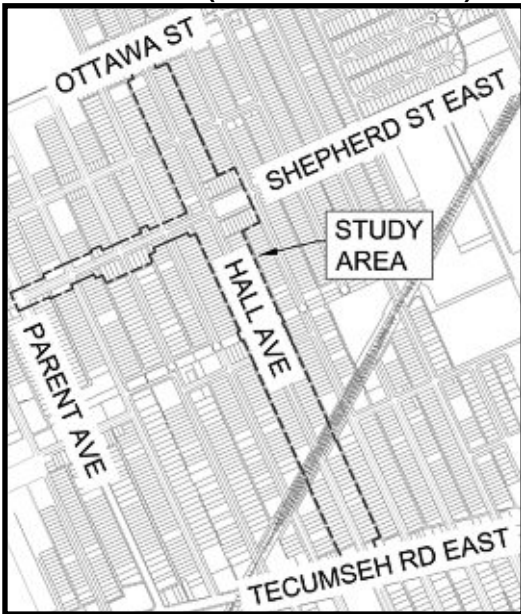 OTTAWA ST
SHEPHERD ST EAST
STUDY
AREA
HALL AVE
PARENT AVE
TECUMSEH RD EAST